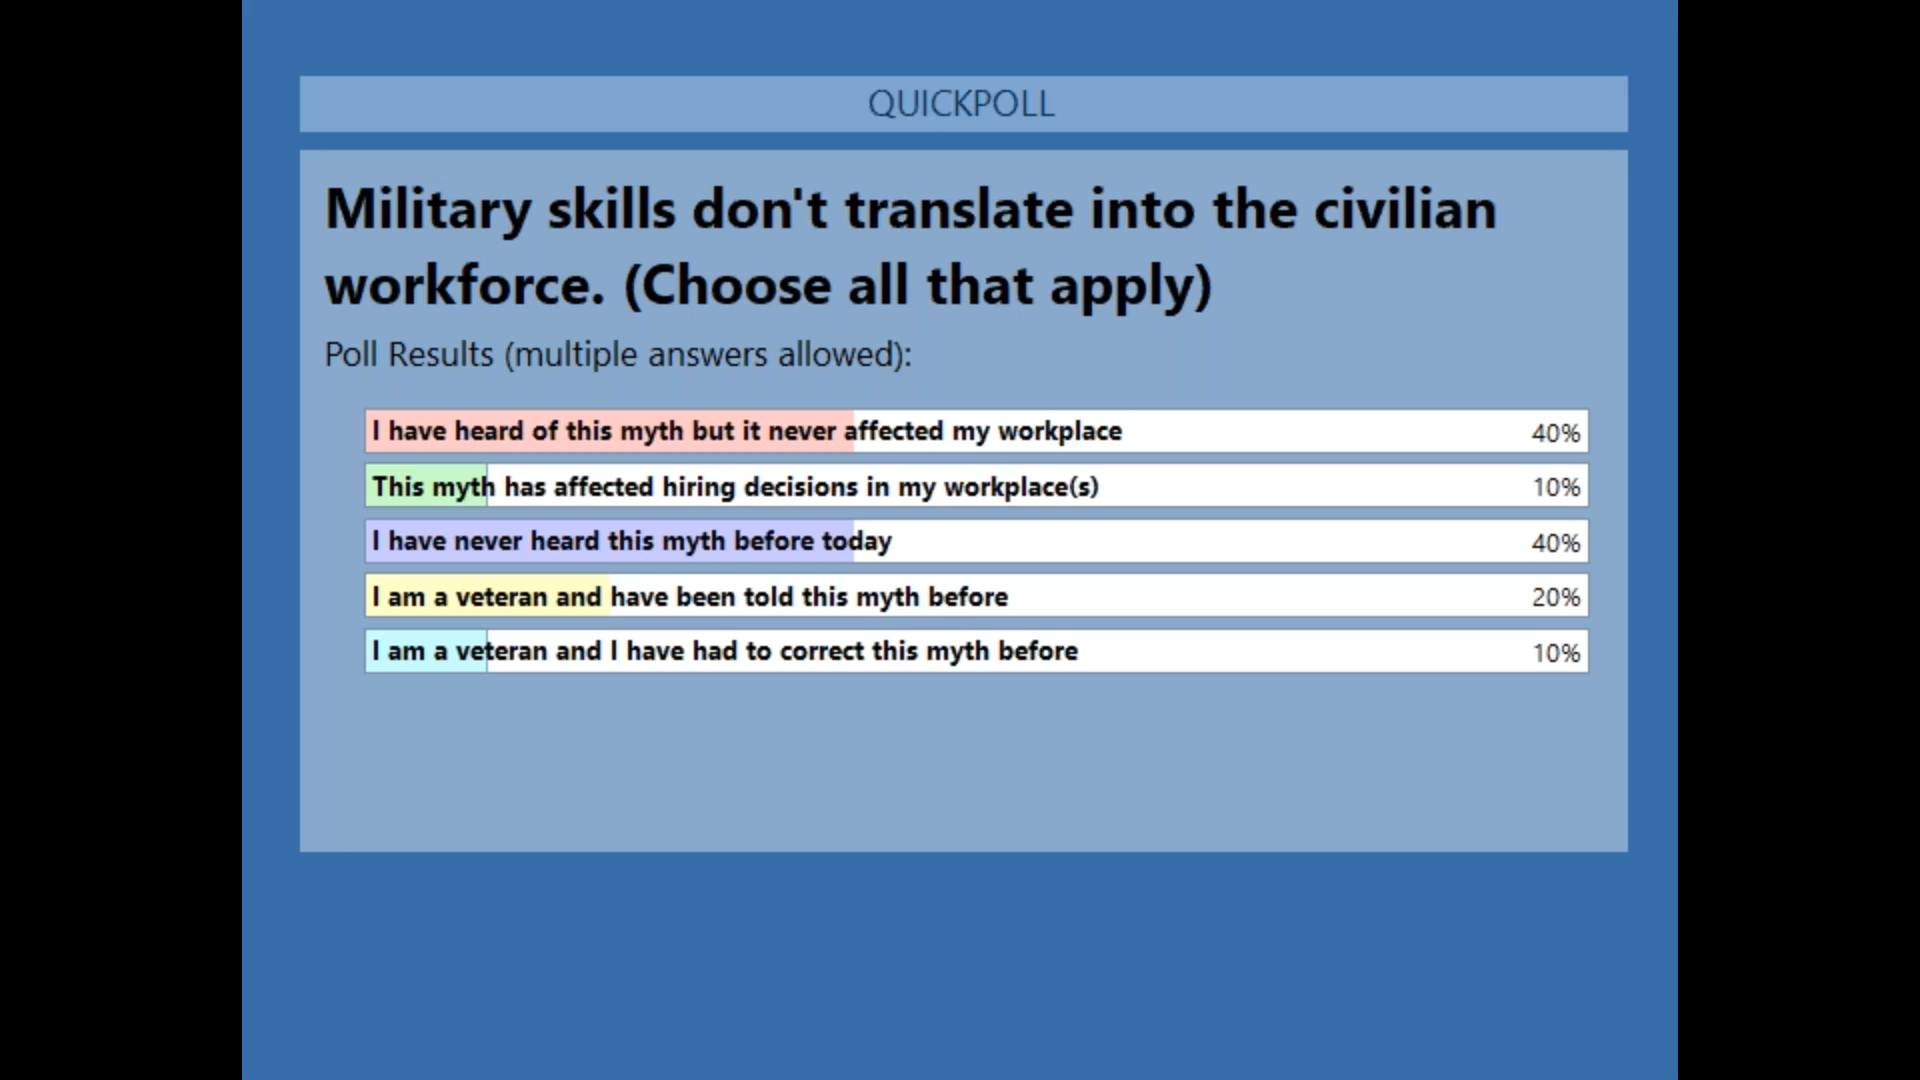 QUICKPOLL
Military skills don't translate into the civilian
workforce. (Choose all that apply)
Poll Results (multiple answers allowed):
I have heard of this myth but it never affected my workplace 40%
This myth has affected hiring decisions in my workplace(s) 10%
I have never heard this myth before today 40%
I am a veteran and have been told this myth before 20%
I am a veteran and I have had to correct this myth before 10%